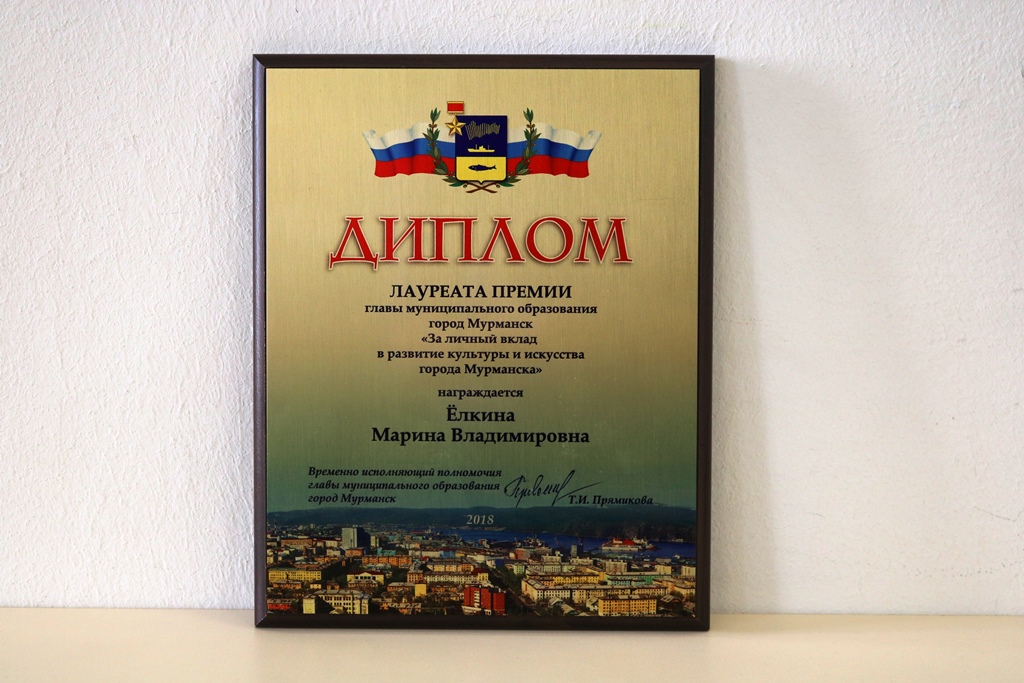 ДИПЛОМ
ЛАУРЕАТА ПРЕМИИ
главы муниципального образования
город Мурманск
«За личный вклад
в развитие культуры и искусства
города Мурманска»
награждается
Ёлкина
Марина Владимировна
Временно исполняющий полномочия
главы муниципального образования
город Мурманск
Т.И. Прямикова
2018